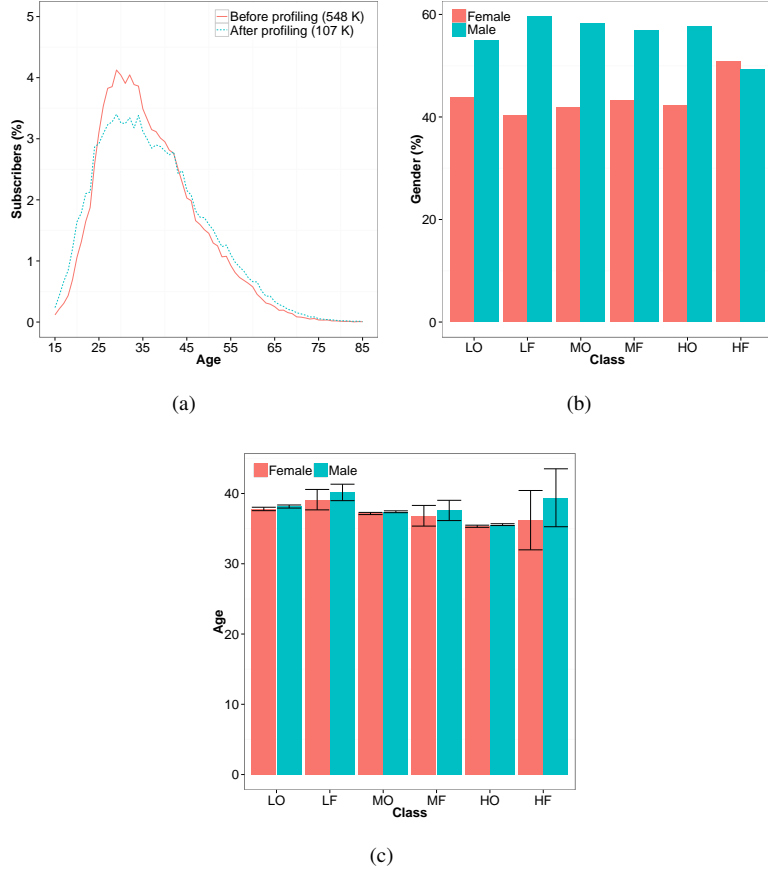 Before profiling (548 K)
After profiling (107 K)
Subscribers (%)
5
4
3
2
1
0
15 25 35 45 55 65 75 85
Age
(a)
Female
Male
Gender (%)
60
40
20
0
LO LF MO MF HO HF
Class
(b)
Female Male
Age
40
30
20
10
0
LO LF MO MF HO HF
Class
(c)